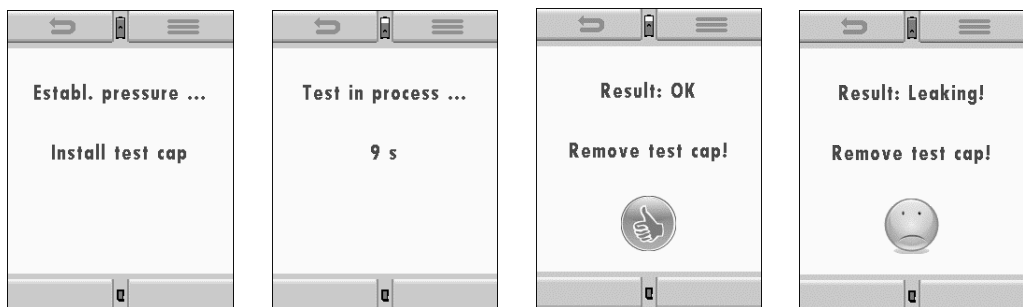 Establ. pressure ...
Install test cap
Test in process ...
9 s
Result: OK
Remove test cap!
Result: Leaking!
Remove test cap!